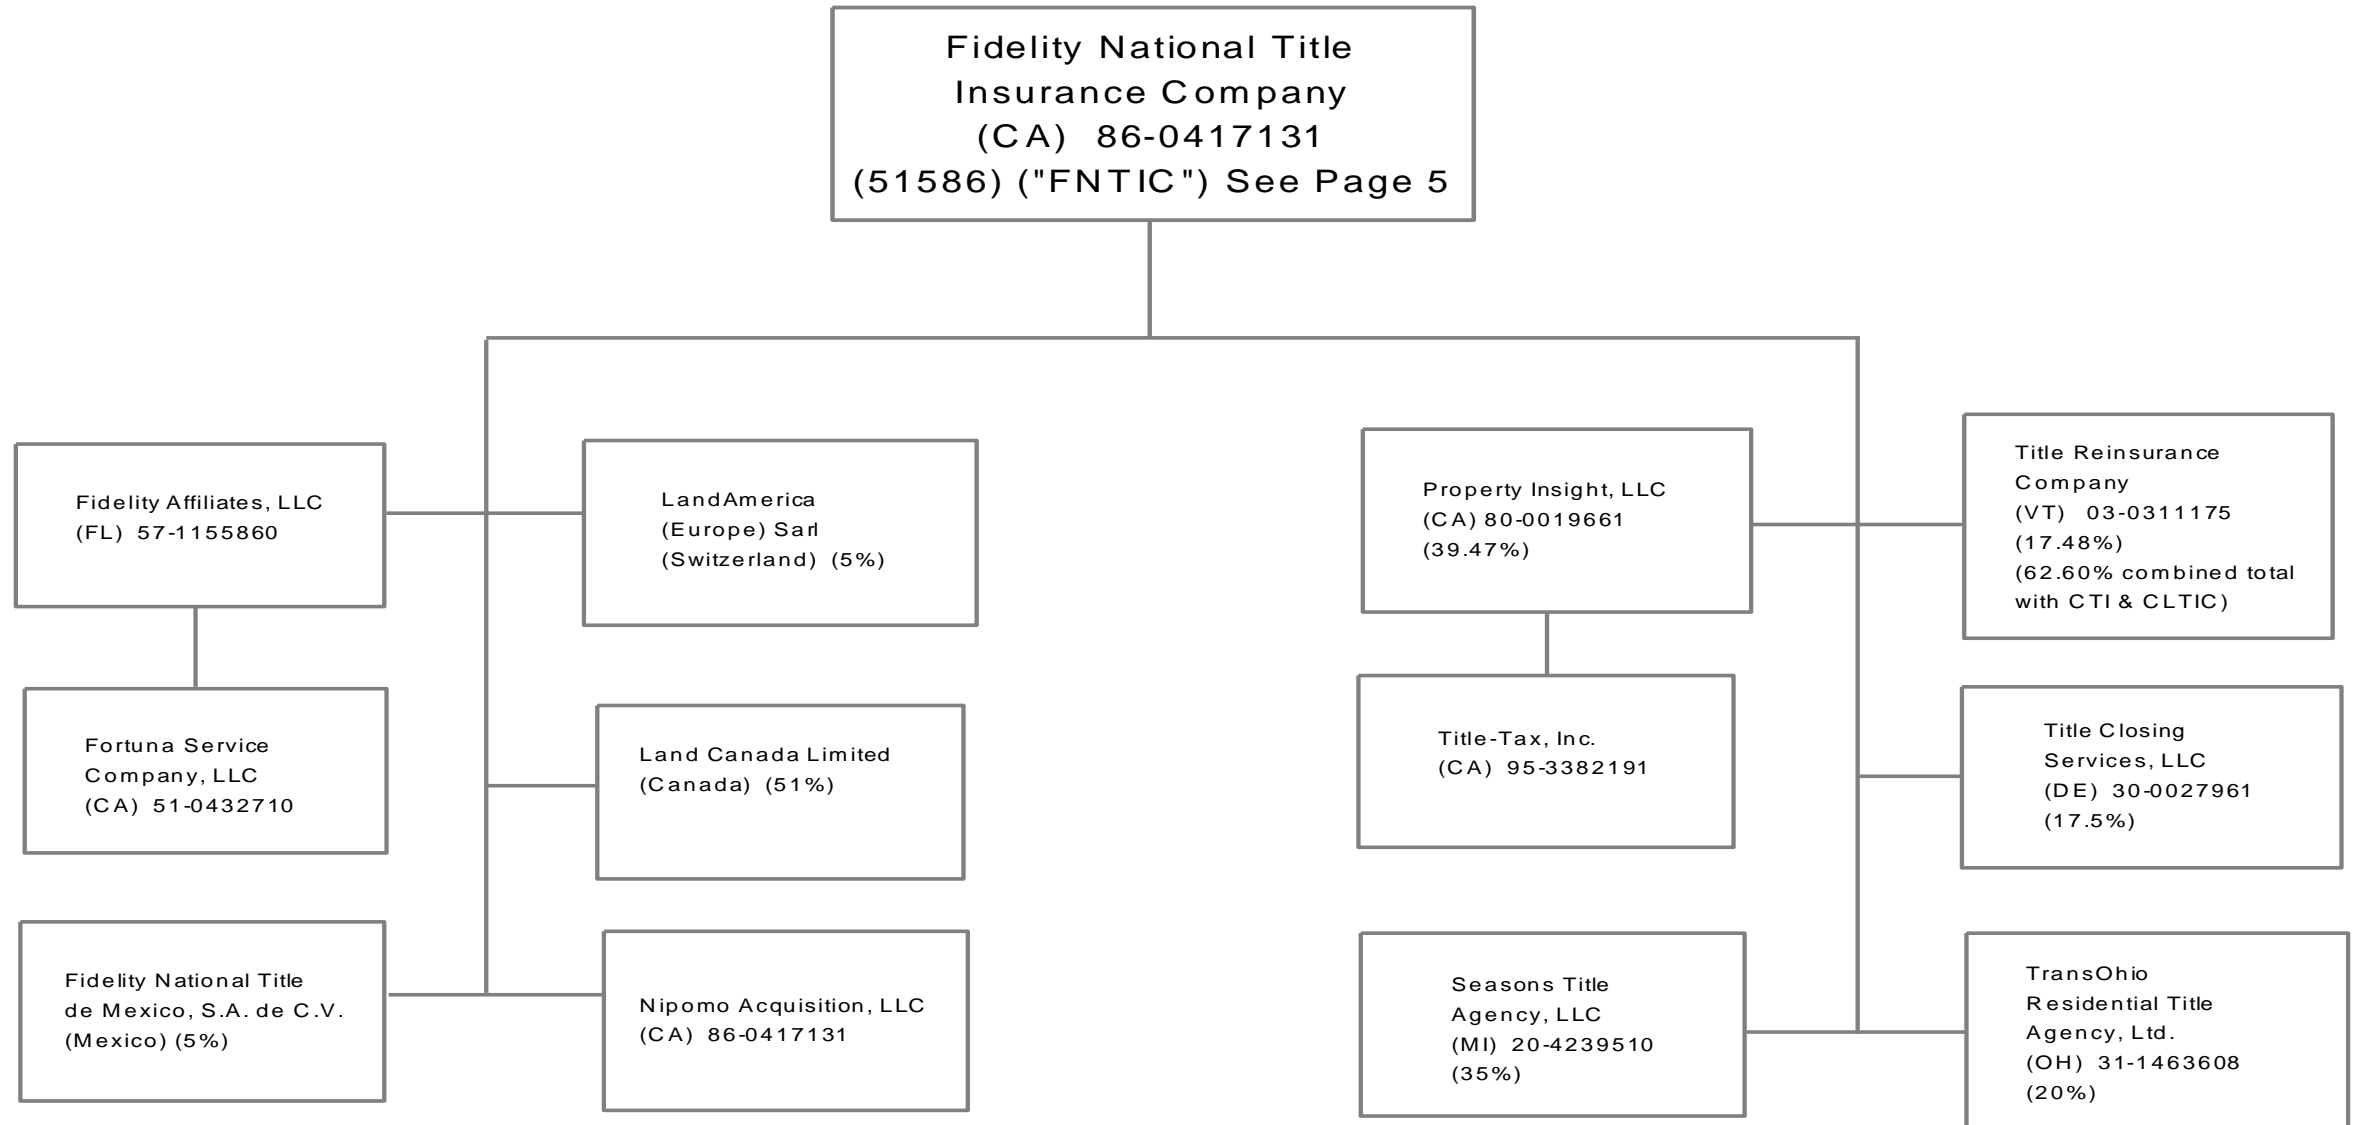 Fidelity National Title
Insurance Company
(CA) 86-0417131
(51586) ("FNTIC") See Page 5
Fidelity Affiliates, LLC
(FL) 57-1155860
LandAmerica
(Europe) Sarl
(Switzerland) (5%)
Property Insight, LLC
(CA) 80-0019661
(39.47%)
Title Reinsurance
Company
(VT) 03-0311175
(17.48%)
(62.60% combined total
with CTI & CLTIC)
Fortuna Service
Company, LLC
(CA) 51-0432710
Land Canada Limited
(Canada) (51%)
Title-Tax, Inc.
(CA) 95-3382191
Title Closing
Services, LLC
(DE) 30-0027961
(17.5%)
Fidelity National Title
de Mexico, S.A. de C.V.
(Mexico) (5%)
Nipomo Acquisition, LLC
(CA) 86-0417131
Seasons Title
Agency, LLC
(MI) 20-4239510
(35%)
TransOhio
Residential Title
Agency, Ltd.
(OH) 31-1463608
(20%)